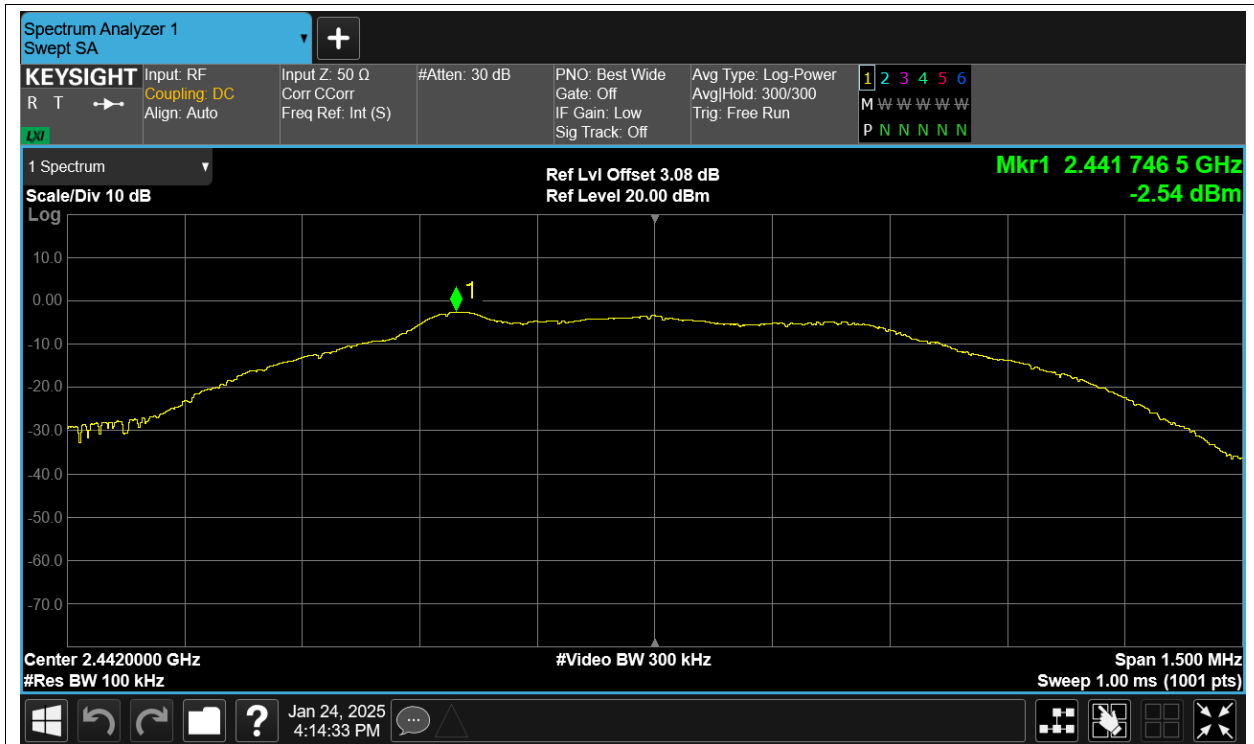 Spectrum Analyzer 1
Swept SA
+
KEYSIGHT
R T
LXI
Input: RF
Coupling: DC
Align: Auto
Input Z: 50 Ω
Corr CCorr
Freq Ref: Int (S)
#Atten: 30 dB
PNO: Best Wide
Gate: Off
IF Gain: Low
Sig Track: Off
Avg Type: Log-Power
Avg|Hold: 300/300
Trig: Free Run
1 2 3 4 5 6
M W W W W W
P N N N N N
1 Spectrum
Scale/Div 10 dB
Log
Ref Lvl Offset 3.08 dB
Ref Level 20.00 dBm
Mkr1 2.441 746 5 GHz
-2.54 dBm
10.0
0.00
-10.0
-20.0
-30.0
-40.0
-50.0
-60.0
-70.0
1
Center 2.4420000 GHz
#Res BW 100 kHz
#Video BW 300 kHz
Span 1.500 MHz
Sweep 1.00 ms (1001 pts)
?
Jan 24, 2025
4:14:33 PM